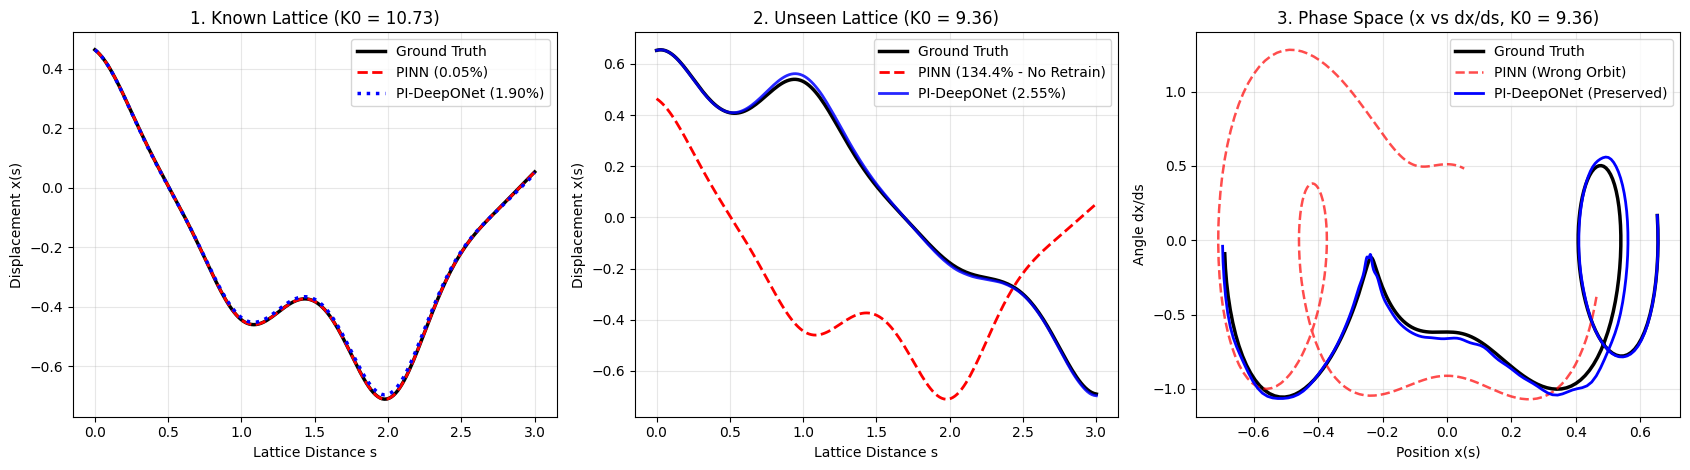 1. Known Lattice (K0 = 10.73)
Ground Truth
PINN (0.05%)
PI-DeepONet (1.90%)
Displacement x(s)
0.4
0.2
0.0
−0.2
−0.4
−0.6
0.0 0.5 1.0 1.5 2.0 2.5 3.0
Lattice Distance s
2. Unseen Lattice (K0 = 9.36)
Ground Truth
PINN (134.4% - No Retrain)
PI-DeepONet (2.55%)
Displacement x(s)
0.6
0.4
0.2
0.0
−0.2
−0.4
−0.6
0.0 0.5 1.0 1.5 2.0 2.5 3.0
Lattice Distance s
3. Phase Space (x vs dx/ds, K0 = 9.36)
Ground Truth
PINN (Wrong Orbit)
PI-DeepONet (Preserved)
Angle dx/ds
1.0
0.5
0.0
−0.5
−1.0
−0.6 −0.4 −0.2 0.0 0.2 0.4 0.6
Position x(s)